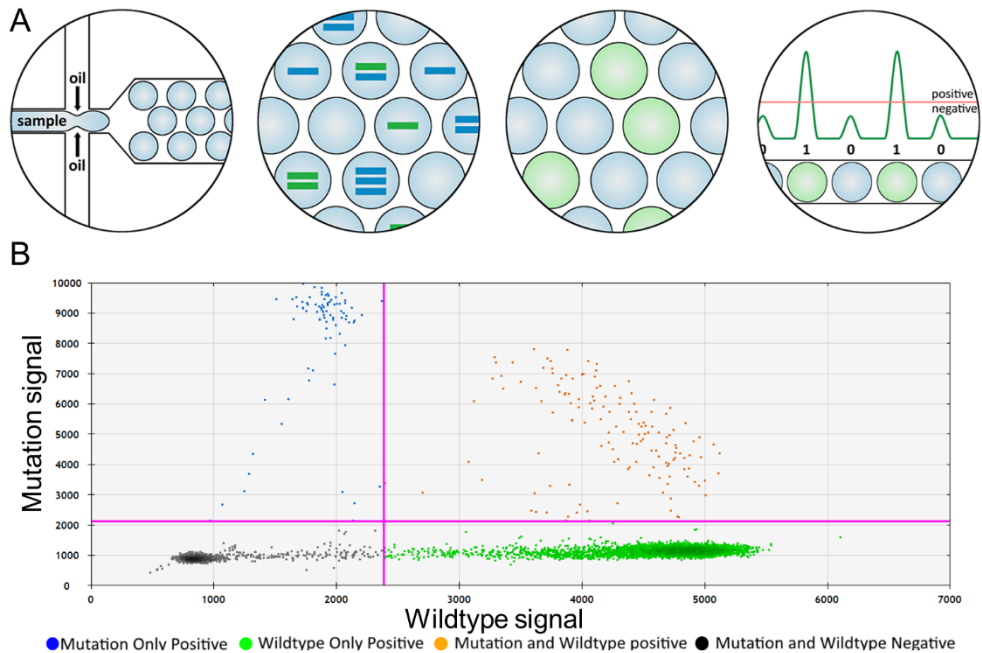 A
oil
sample
oil
positive
negative
0 1 0 1 0
B
Mutation signal
10000
9000
8000
7000
6000
5000
4000
3000
2000
1000
0
0 1000 2000 3000 4000 5000 6000 7000
Wildtype signal
Mutation Only Positive Wildtype Only Positive Mutation and Wildtype positive Mutation and Wildtype Negative